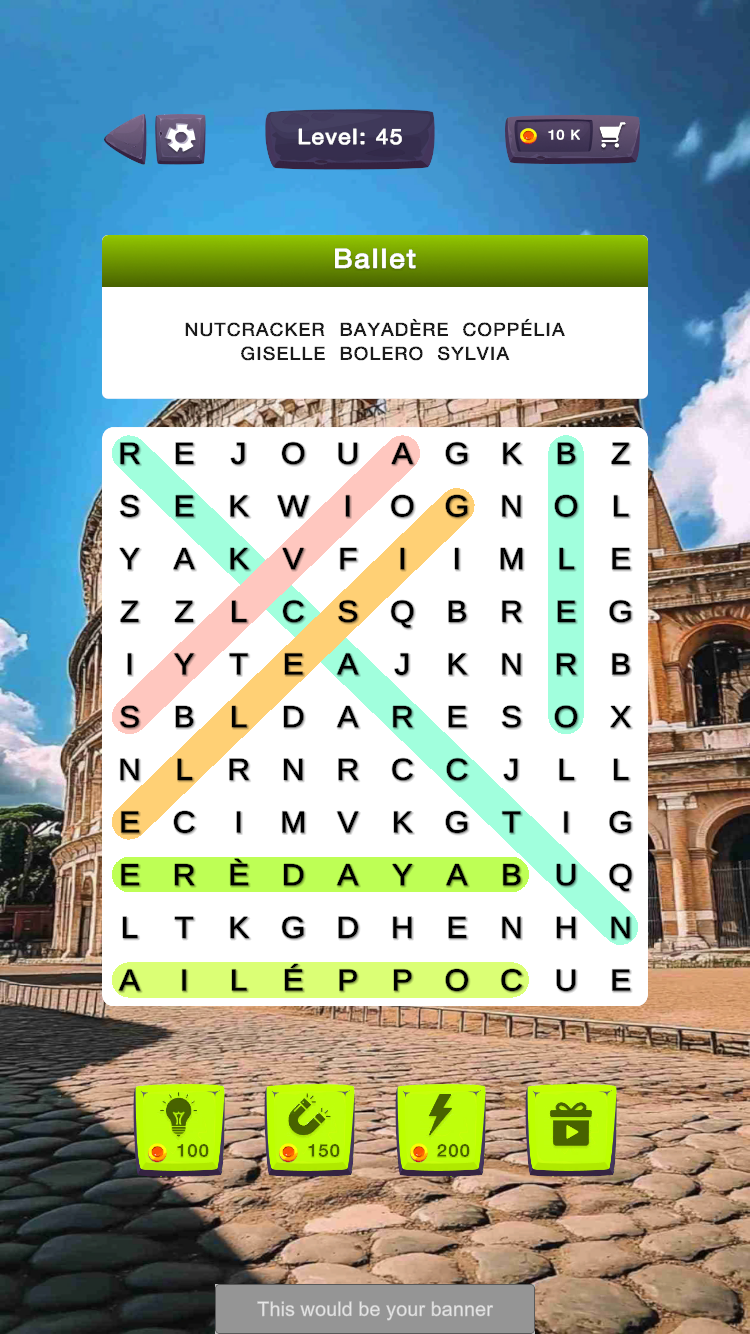 Level: 45
10 K
Ballet
NUTCRACKER BAYADÈRE COPPÉLIA
GISELLE BOLERO SYLVIA
R E J O U A G K B Z
S E K W I O G N O L
Y A K V F I I M L E
Z Z L C S Q B R E G
I Y T E A J K N R B
S B L D A R E S O X
N L R N R C C J L L
E C I M V K G T I G
E R È D A Y A B U Q
L T K G D H E N H N
A I L É P P O C U E
100 150 200
This would be your banner